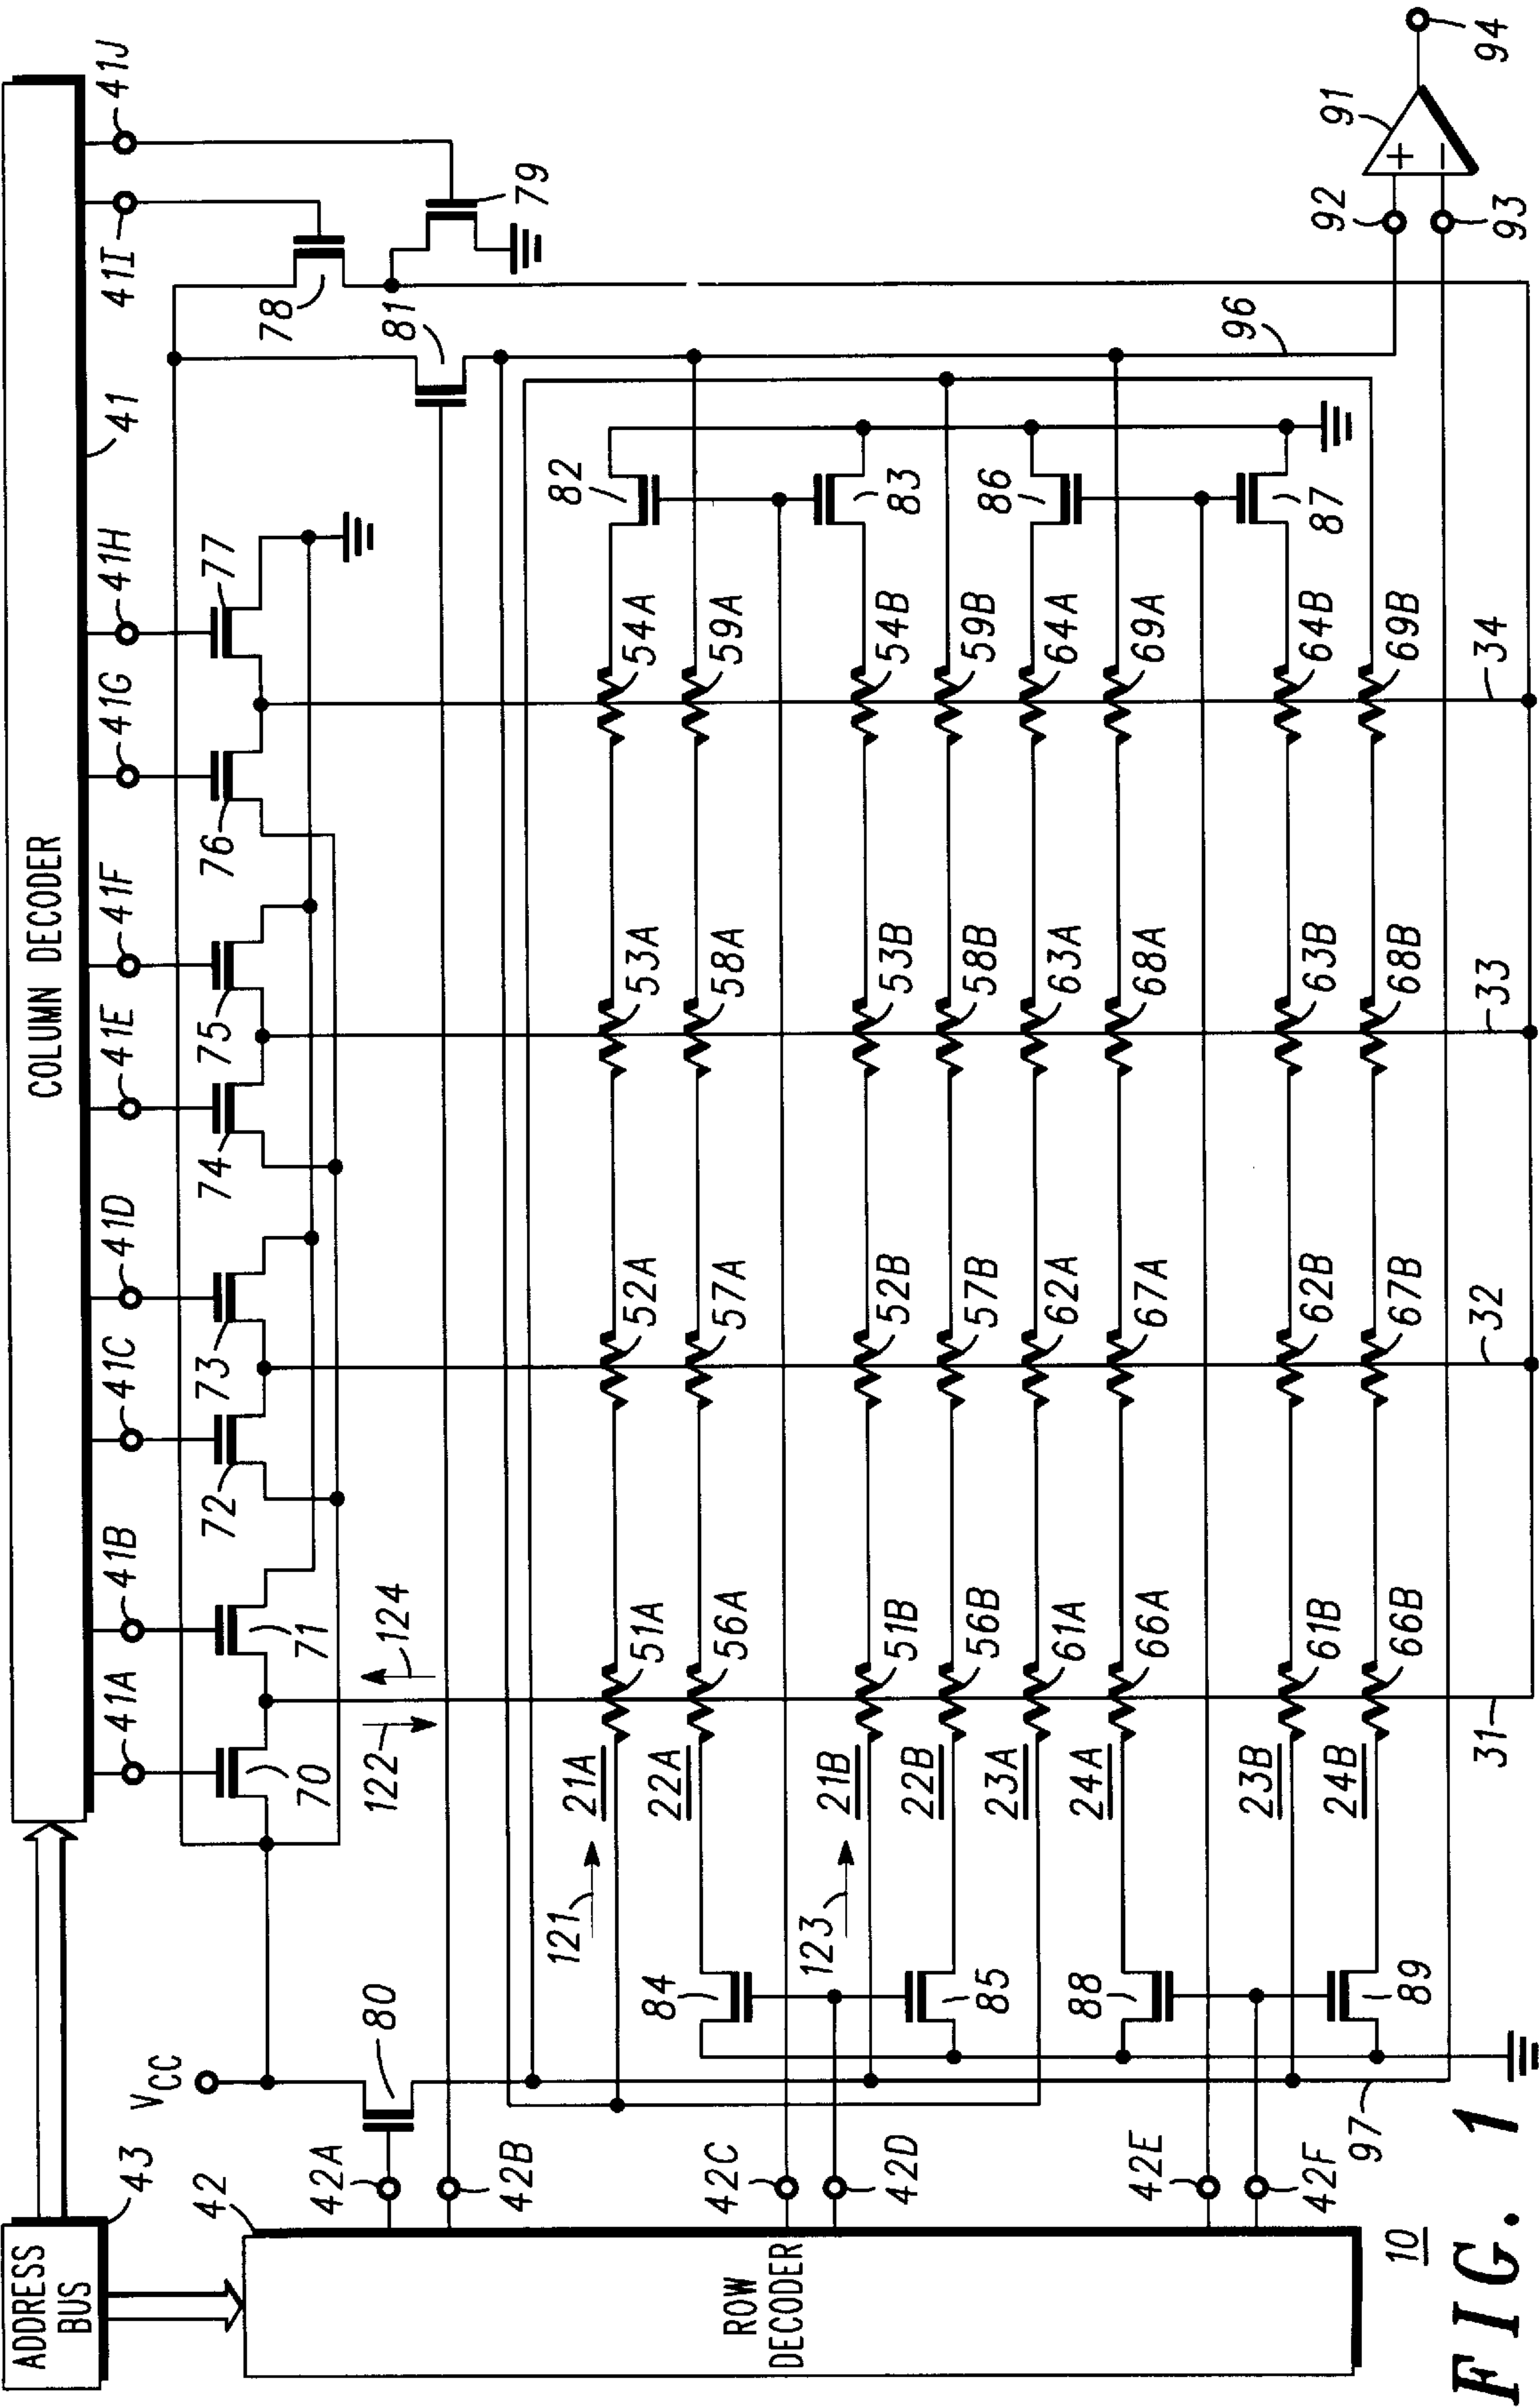 ADDRESS
BUS
43
COLUMN DECODER
41
41A
41B
41C
41D
41E
41F
41G
41H
41I
41J
VCC
70
71
72
73
74
75
76
77
78
79
122
124
80
81
42
42A
42B
42C
42D
42E
42F
ROW
DECODER
121
21A
51A
52A
53A
54A
82
84
22A
56A
57A
58A
59A
123
21B
51B
52B
53B
54B
83
85
22B
56B
57B
58B
59B
23A
61A
62A
63A
64A
86
88
24A
66A
67A
68A
69A
23B
61B
62B
63B
64B
87
89
24B
66B
67B
68B
69B
97
31
32
33
34
96
92
93
91
+
−
94
10
FIG. 1